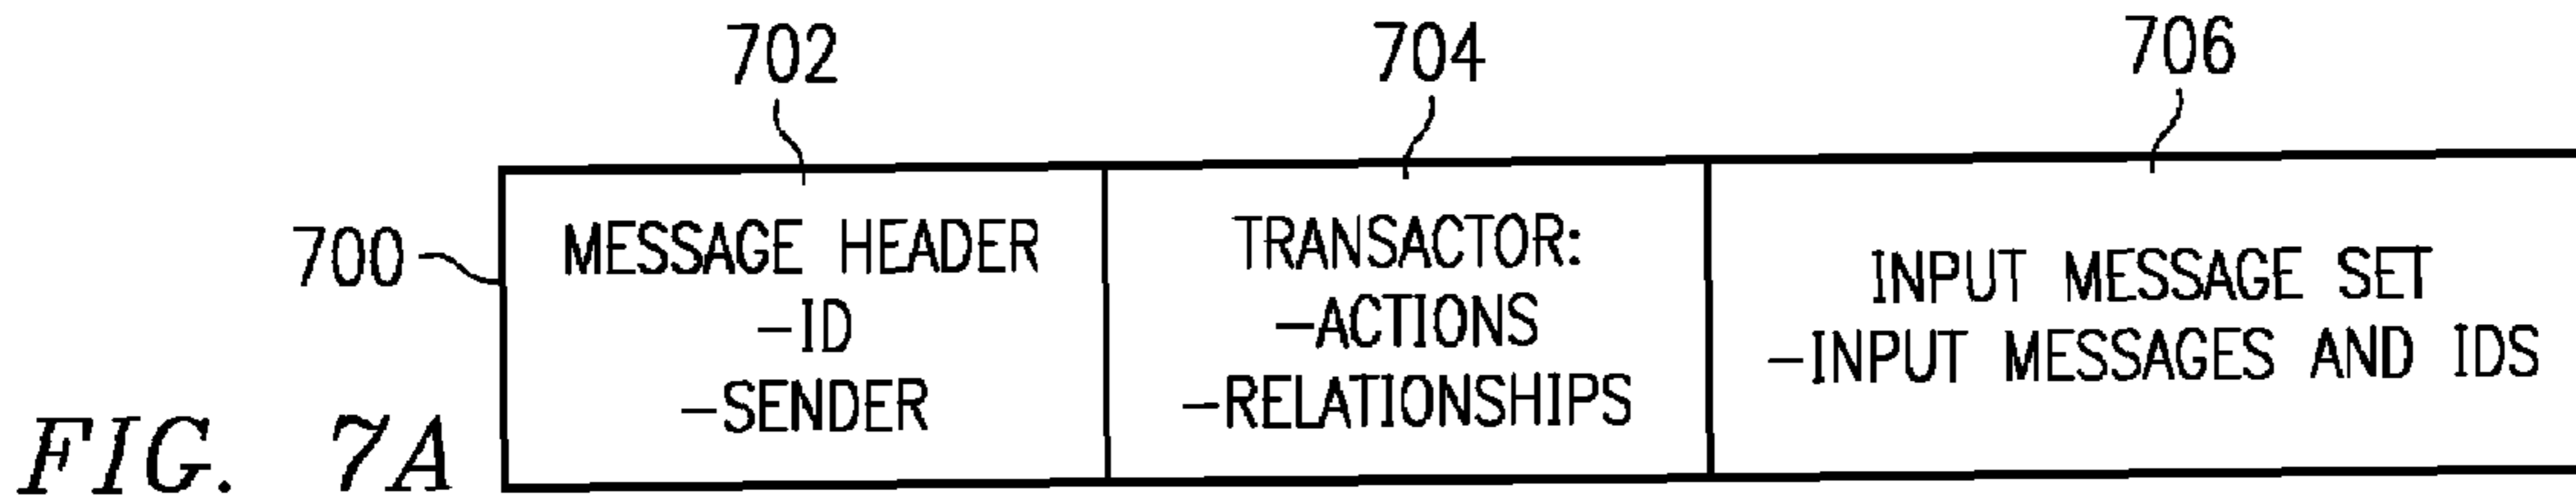 702
704
706
700
MESSAGE HEADER
-ID
-SENDER
TRANSACTOR:
-ACTIONS
-RELATIONSHIPS
INPUT MESSAGE SET
-INPUT MESSAGES AND IDS
FIG. 7A